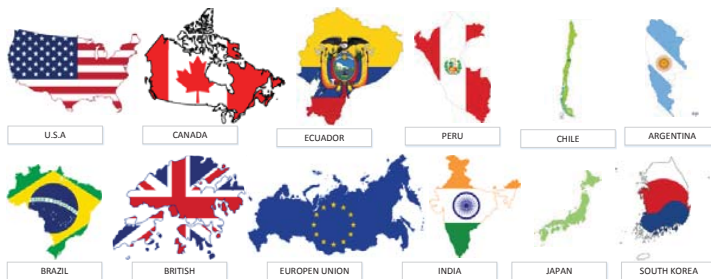 U.S.A
CANADA
ECUADOR
PERU
CHILE
ARGENTINA
BRAZIL
BRITISH
EUROPEN UNION
INDIA
JAPAN
SOUTH KOREA